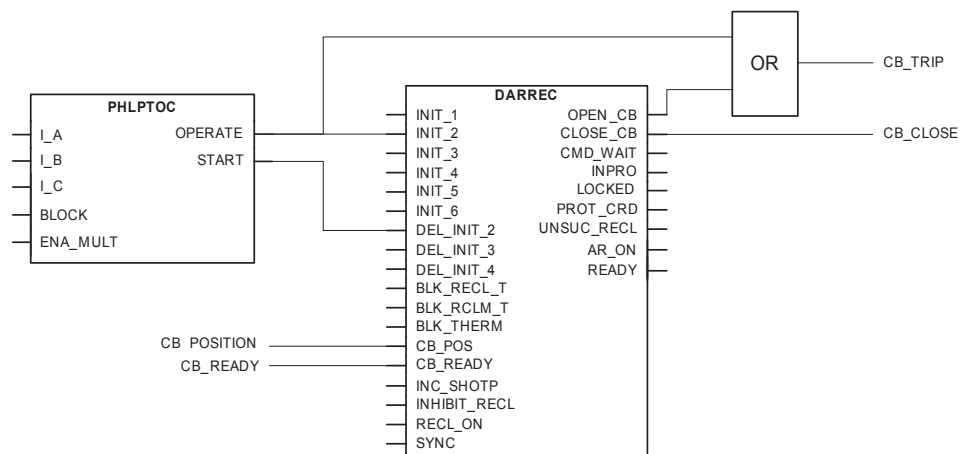 PHLPTOC
I_A
I_B
I_C
BLOCK
ENA_MULT
OPERATE
START
DARREC
INIT_1
INIT_2
INIT_3
INIT_4
INIT_5
INIT_6
DEL_INIT_2
DEL_INIT_3
DEL_INIT_4
BLK_RECL_T
BLK_RCLM_T
BLK_THERM
CB_POS
CB_READY
INC_SHOTP
INHIBIT_RECL
RECL_ON
SYNC
OPEN_CB
CLOSE_CB
CMD_WAIT
INPRO
LOCKED
PROT_CRD
UNSUC_RECL
AR_ON
READY
CB_POSITION
CB_READY
OR
CB_TRIP
CB_CLOSE